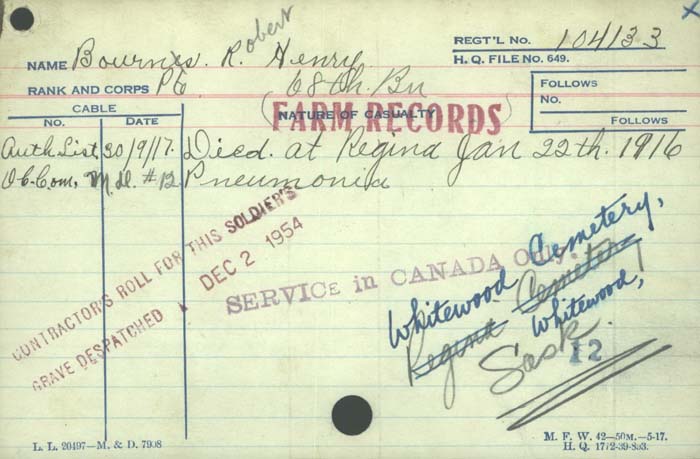 NAME Bournes. Robert Henry
REGT'L No. 104133
H. Q. FILE No. 649.
RANK AND CORPS Pte 68th. Bn
CABLE
NO. DATE
(NATURE OF CASUALTY)
FARM RECORDS
FOLLOWS
No.
FOLLOWS
Auth. List 30/9/17. Died. at Regina Jan 22th. 1916
O.C. Com, M.D. #12 Pneumonia
CONTRACTOR'S ROLL FOR THIS SOLDIER'S
GRAVE DESPATCHED DEC 2 1954
SERVICE in CANADA Only.
Whitewood Cemetery,
Regina Cemetery
Whitewood,
Sask.
12
L. L. 20497—M. & D. 7908
M. F. W. 42—50M.—5-17.
H. Q. 1772-39-893.